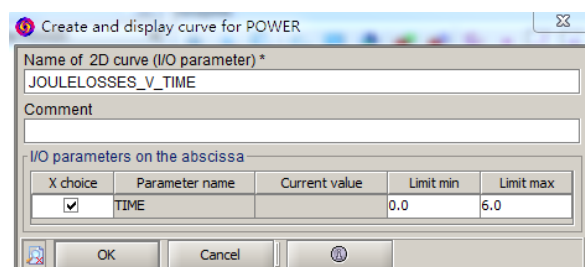 Create and display curve for POWER
Name of 2D curve (I/O parameter) *
JOULELOSSES_V_TIME
Comment
I/O parameters on the abscissa
X choice Parameter name Current value Limit min Limit max
TIME 0.0 6.0
OK Cancel